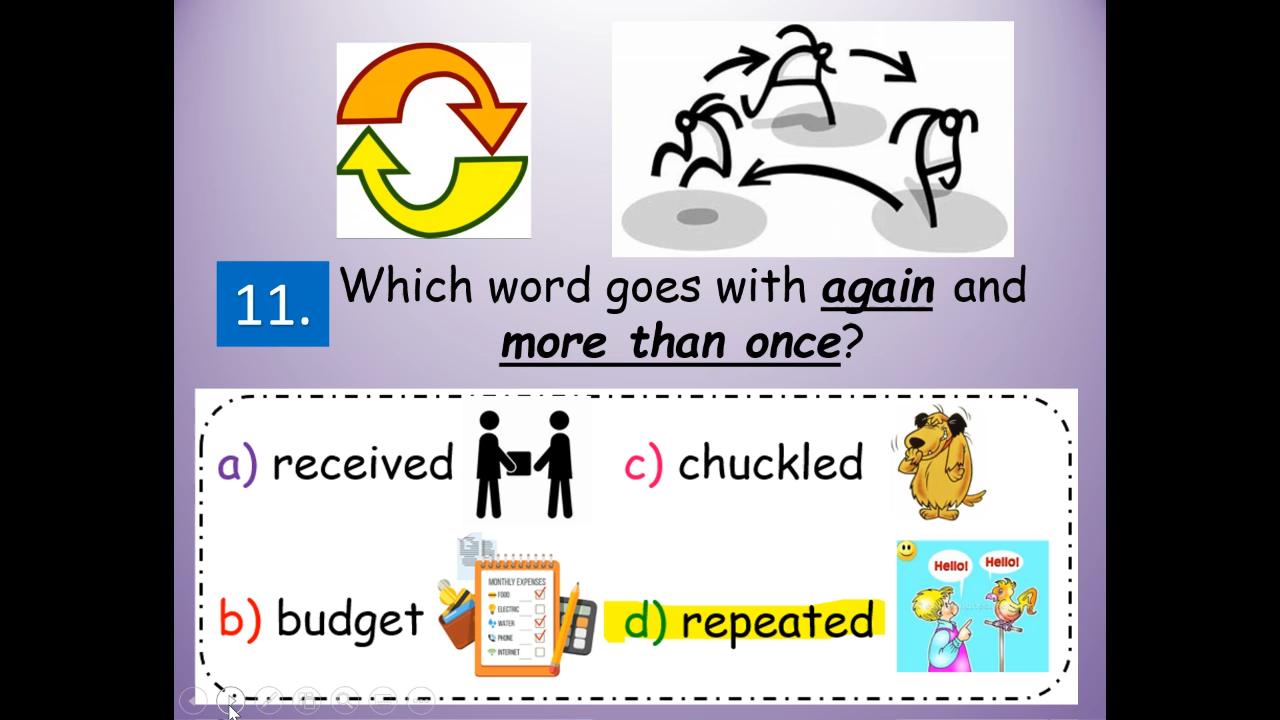 11.
Which word goes with again and
more than once?
a) received
c) chuckled
b) budget
MONTHLY EXPENSES
FOOD
ELECTRIC
WATER
PHONE
INTERNET
d) repeated
Hello!
Hello!